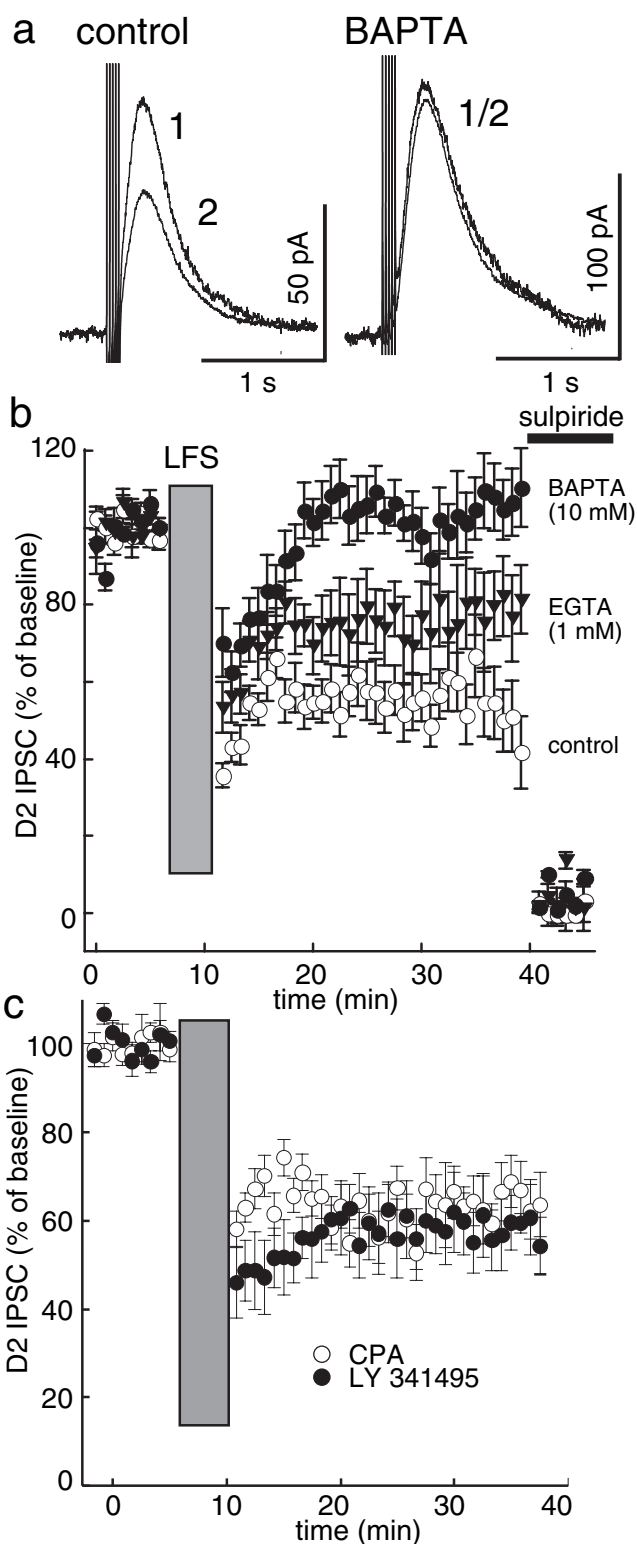 a control BAPTA
1
1/2
2
50 pA
100 pA
1 s
1 s
b
sulpiride
120
LFS
BAPTA
(10 mM)
80
EGTA
(1 mM)
D2 IPSC (% of baseline)
40
control
0
0 10 20 30 40
time (min)
c
100
80
D2 IPSC (% of baseline)
60
40
CPA
LY 341495
20
0
0 10 20 30 40
time (min)